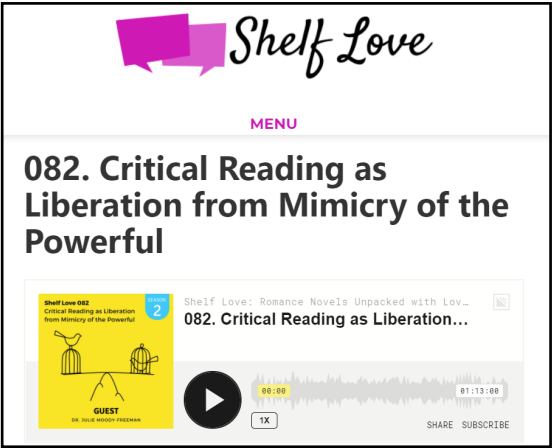 Shelf Love
MENU
082. Critical Reading as
Liberation from Mimicry of the
Powerful
Shelf Love 082
Critical Reading as Liberation
from Mimicry of the Powerful
SEASON
2
GUEST
DR. JULIE MOODY-FREEMAN
Shelf Love: Romance Novels Unpacked with Lov...
082. Critical Reading as Liberation...
00:00
01:13:00
1X
SHARE SUBSCRIBE